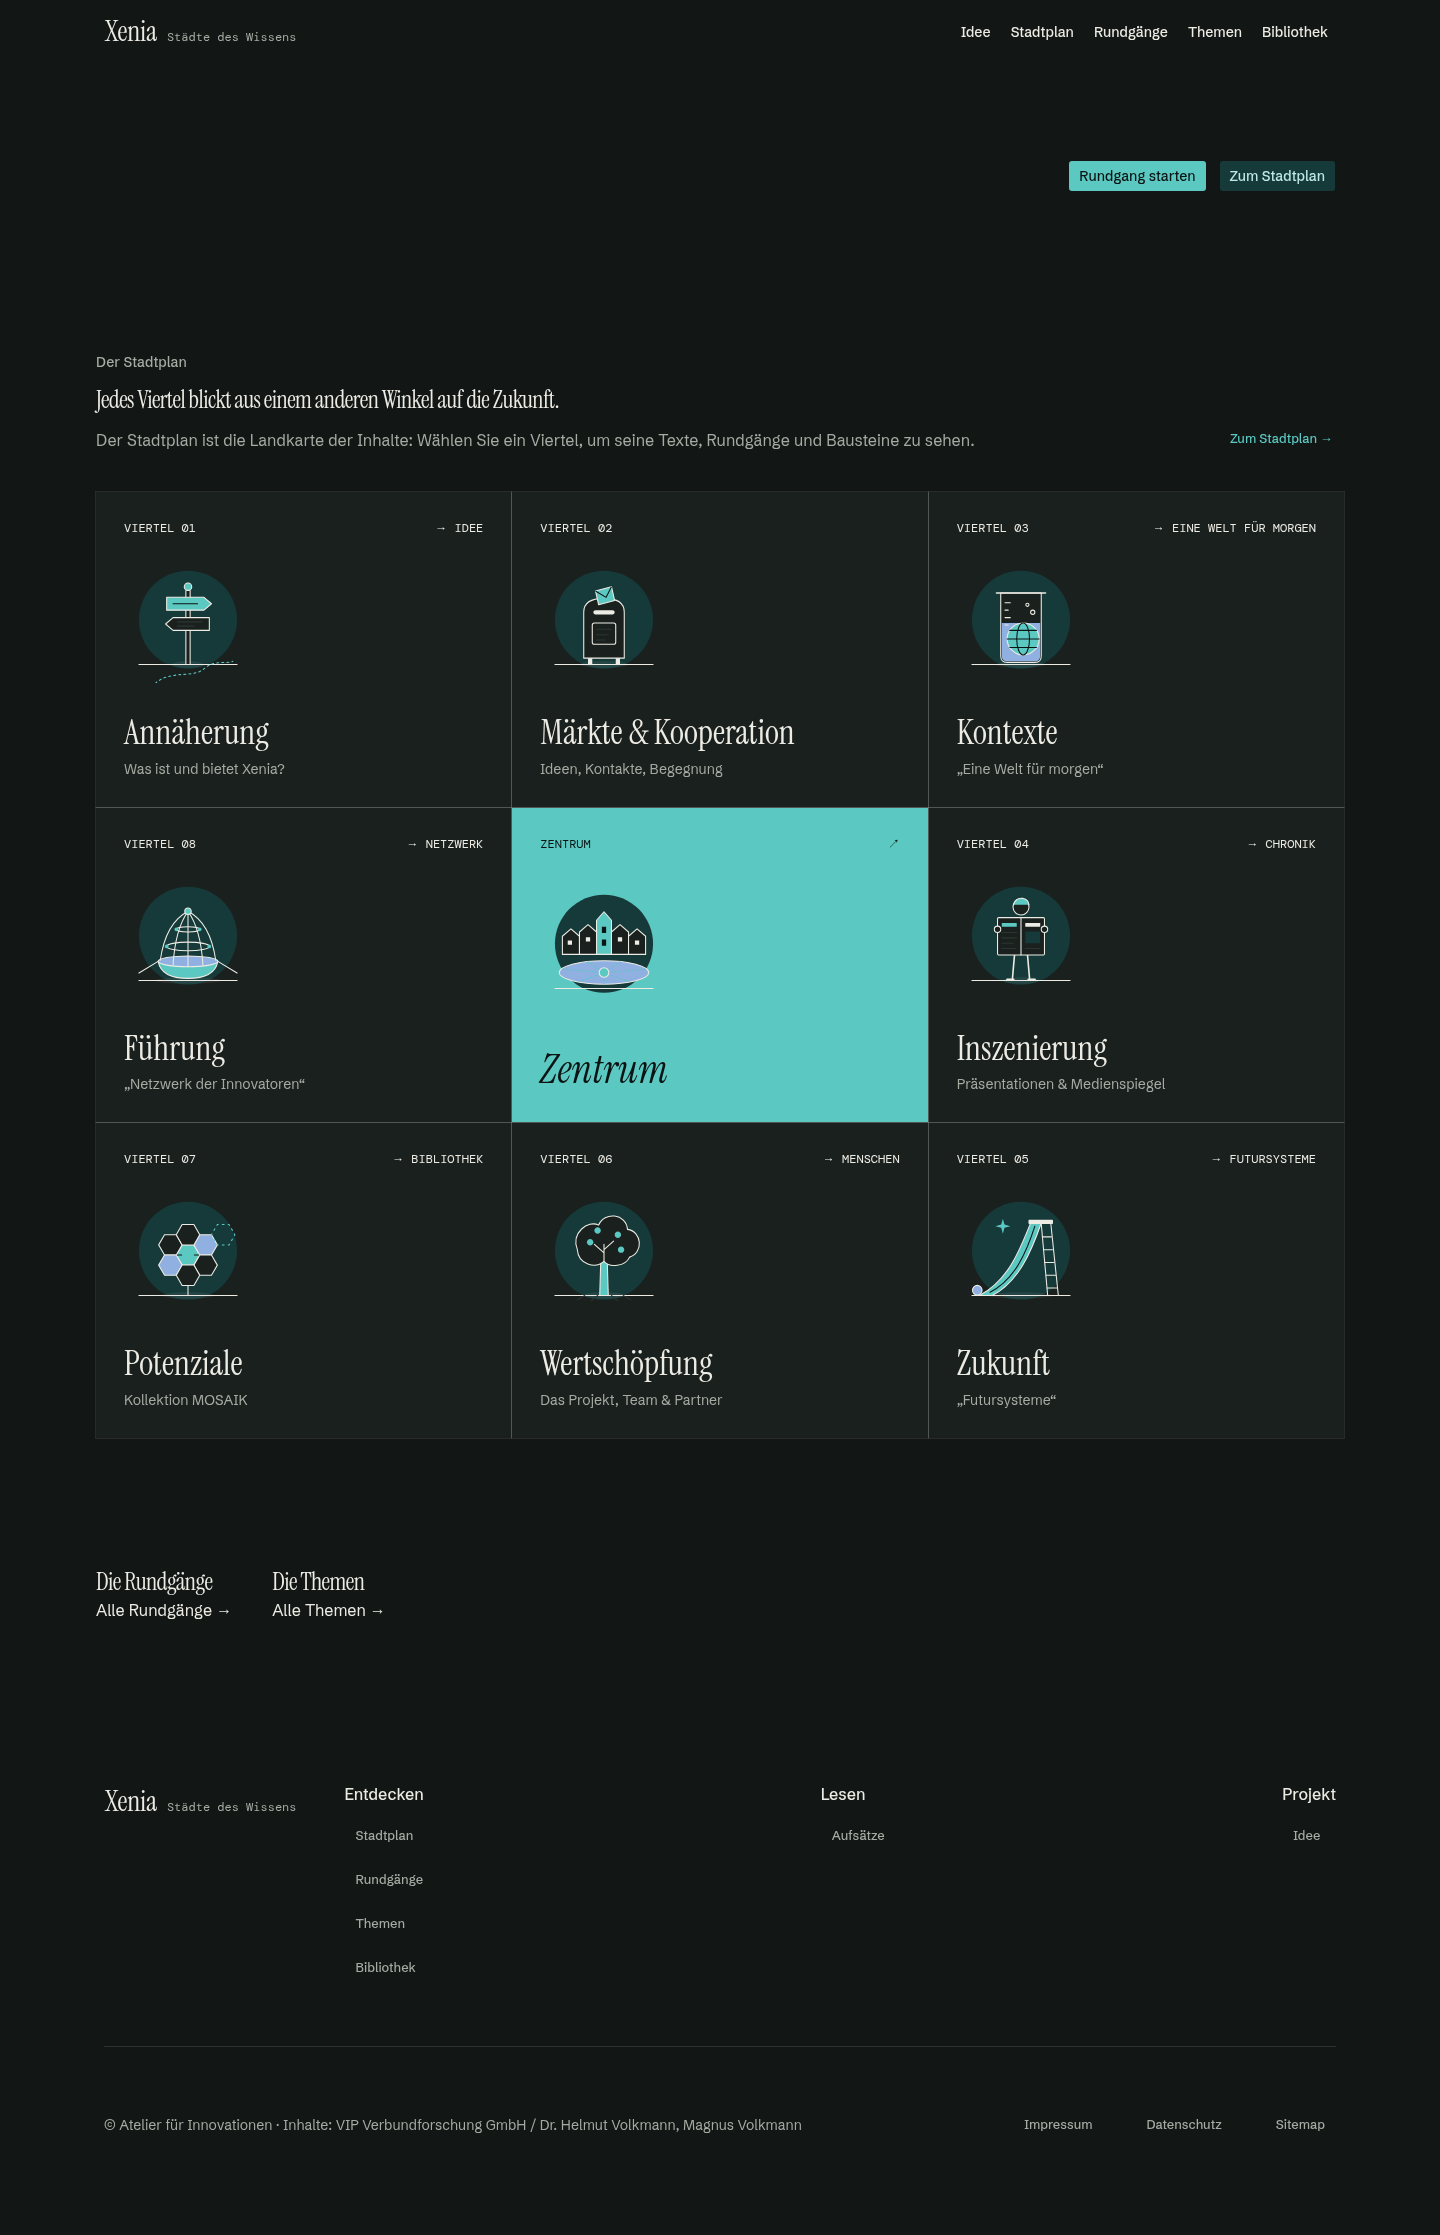 Xenia Städte des Wissens
Idee Stadtplan Rundgänge Themen Bibliothek
Rundgang starten Zum Stadtplan
Der Stadtplan
Jedes Viertel blickt aus einem anderen Winkel auf die Zukunft.
Der Stadtplan ist die Landkarte der Inhalte: Wählen Sie ein Viertel, um seine Texte, Rundgänge und Bausteine zu sehen.
Zum Stadtplan →
VIERTEL 01 → IDEE
Annäherung
Was ist und bietet Xenia?
VIERTEL 02
Märkte & Kooperation
Ideen, Kontakte, Begegnung
VIERTEL 03 → EINE WELT FÜR MORGEN
Kontexte
„Eine Welt für morgen“
VIERTEL 08 → NETZWERK
Führung
„Netzwerk der Innovatoren“
ZENTRUM ↗
Zentrum
VIERTEL 04 → CHRONIK
Inszenierung
Präsentationen & Medienspiegel
VIERTEL 07 → BIBLIOTHEK
Potenziale
Kollektion MOSAIK
VIERTEL 06 → MENSCHEN
Wertschöpfung
Das Projekt, Team & Partner
VIERTEL 05 → FUTURSYSTEME
Zukunft
„Futursysteme“
Die Rundgänge
Alle Rundgänge →
Die Themen
Alle Themen →
Xenia Städte des Wissens
Entdecken
Stadtplan
Rundgänge
Themen
Bibliothek
Lesen
Aufsätze
Projekt
Idee
© Atelier für Innovationen · Inhalte: VIP Verbundforschung GmbH / Dr. Helmut Volkmann, Magnus Volkmann
Impressum Datenschutz Sitemap